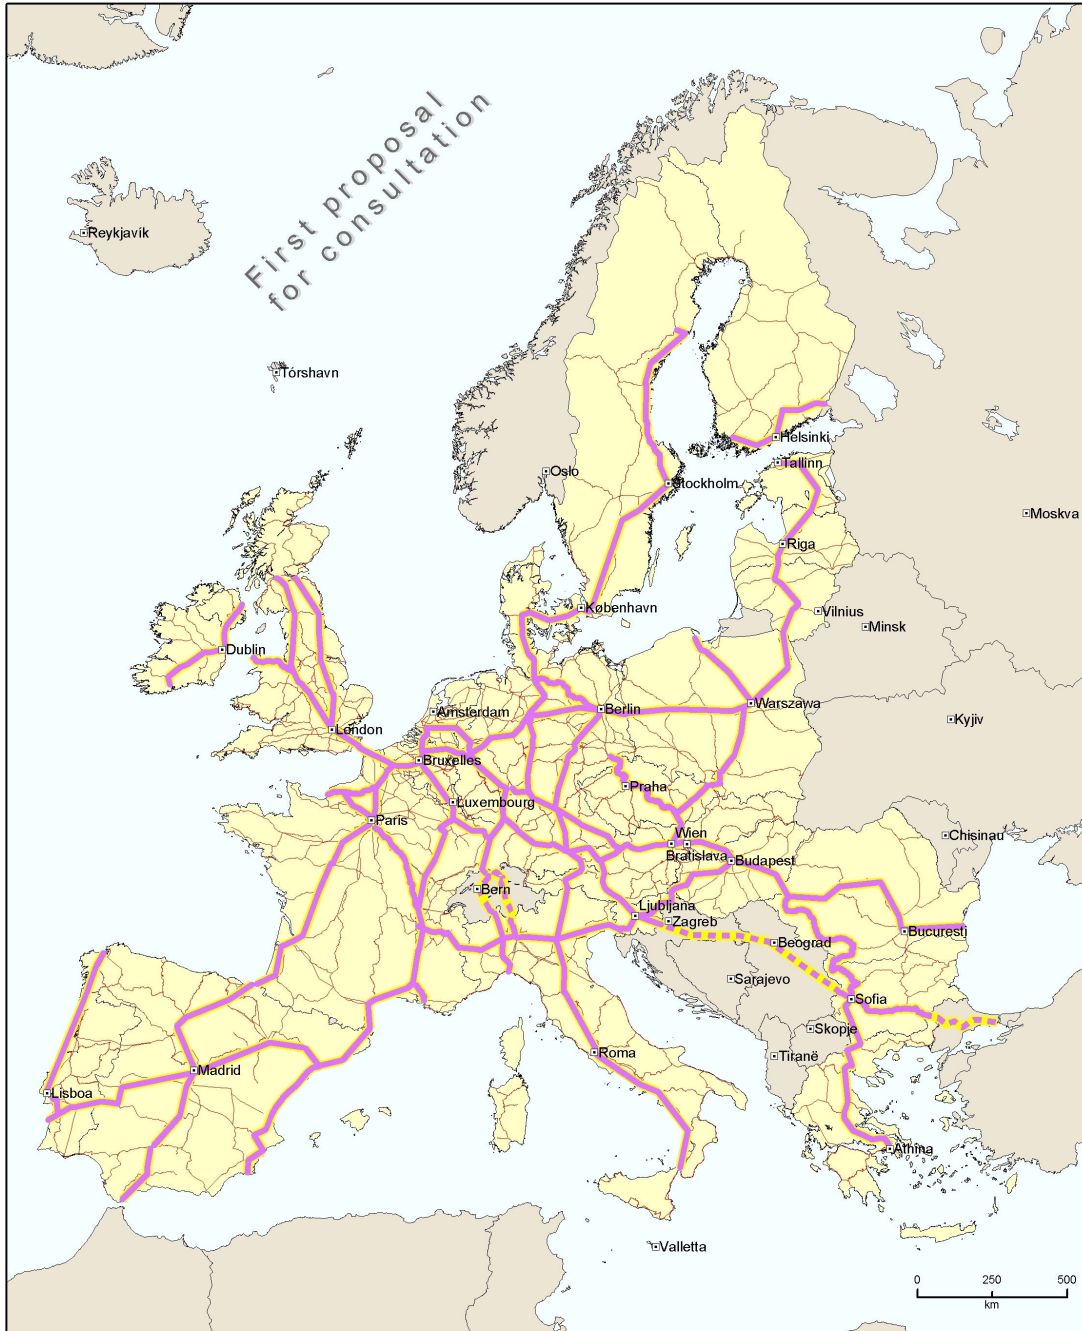 First proposal
for consultation
Reykjavík
Tórshavn
Helsinki
Tallinn
Oslo
Stockholm
Moskva
Riga
København
Vilnius
Minsk
Dublin
Amsterdam
Berlin
Warszawa
Kyjiv
London
Bruxelles
Praha
Luxembourg
Paris
Wien
Chisinau
Bratislava
Budapest
Bern
Ljubljana
Zagreb
Bucuresti
Beograd
Sarajevo
Sofia
Skopje
Roma
Tiranë
Madrid
Lisboa
Athina
Valletta
0 250 500
km